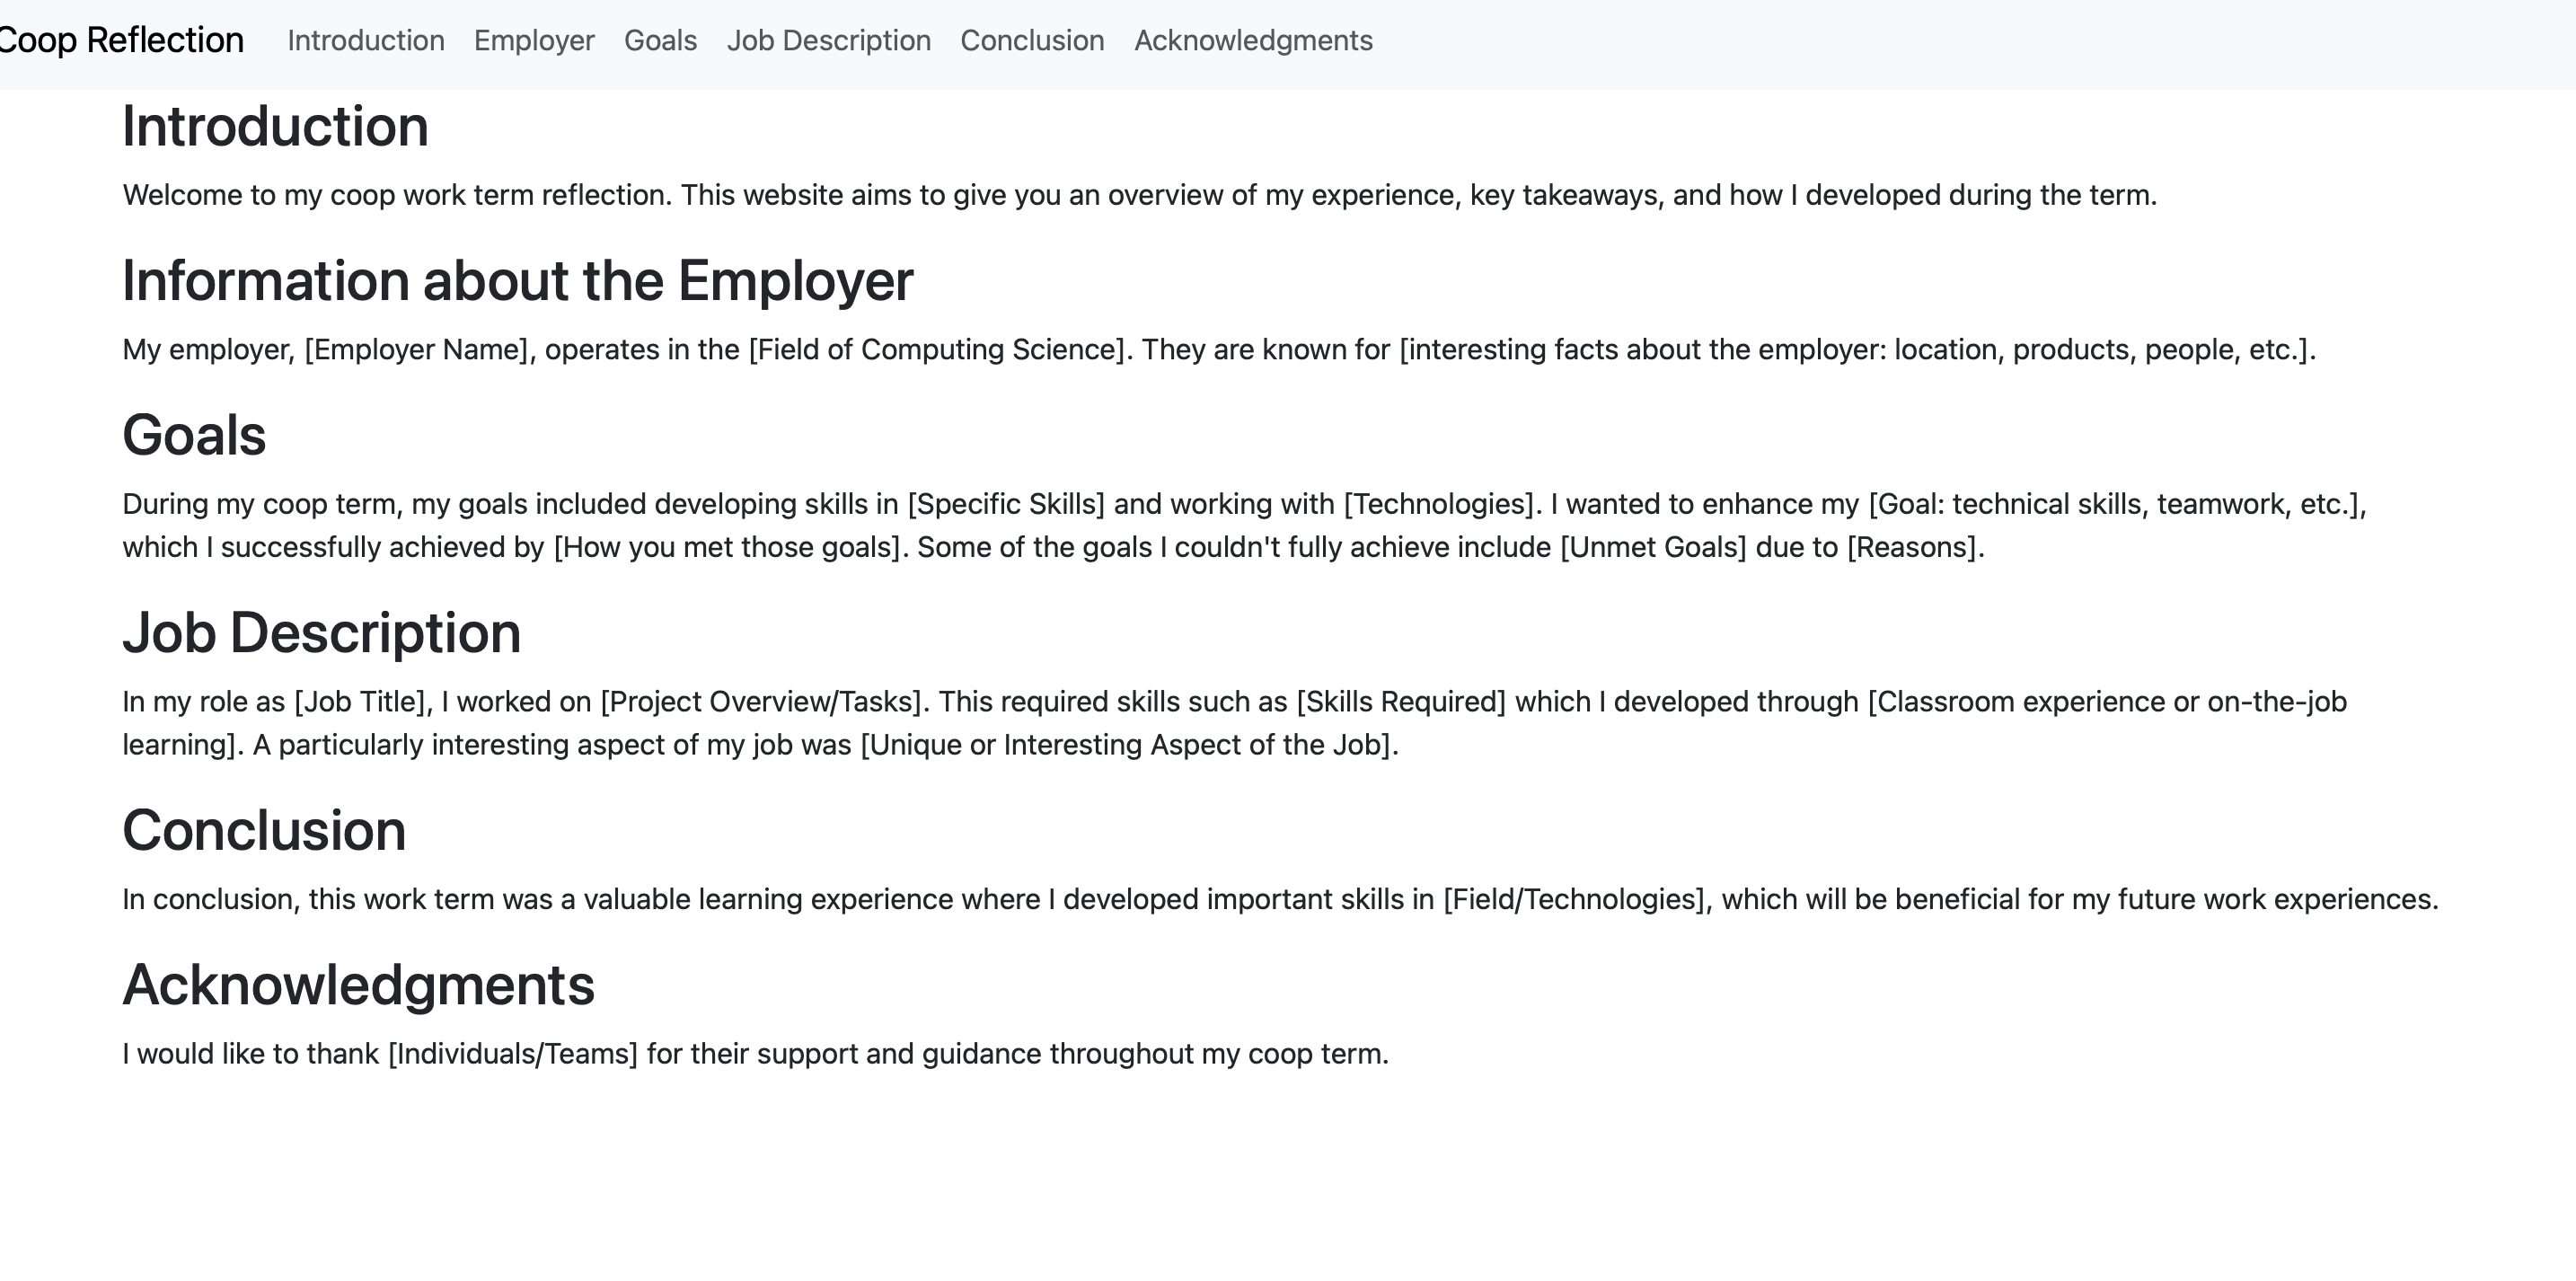 Coop Reflection Introduction Employer Goals Job Description Conclusion Acknowledgments
Introduction
Welcome to my coop work term reflection. This website aims to give you an overview of my experience, key takeaways, and how I developed during the term.
Information about the Employer
My employer, [Employer Name], operates in the [Field of Computing Science]. They are known for [interesting facts about the employer: location, products, people, etc.].
Goals
During my coop term, my goals included developing skills in [Specific Skills] and working with [Technologies]. I wanted to enhance my [Goal: technical skills, teamwork, etc.],
which I successfully achieved by [How you met those goals]. Some of the goals I couldn't fully achieve include [Unmet Goals] due to [Reasons].
Job Description
In my role as [Job Title], I worked on [Project Overview/Tasks]. This required skills such as [Skills Required] which I developed through [Classroom experience or on-the-job
learning]. A particularly interesting aspect of my job was [Unique or Interesting Aspect of the Job].
Conclusion
In conclusion, this work term was a valuable learning experience where I developed important skills in [Field/Technologies], which will be beneficial for my future work experiences.
Acknowledgments
I would like to thank [Individuals/Teams] for their support and guidance throughout my coop term.